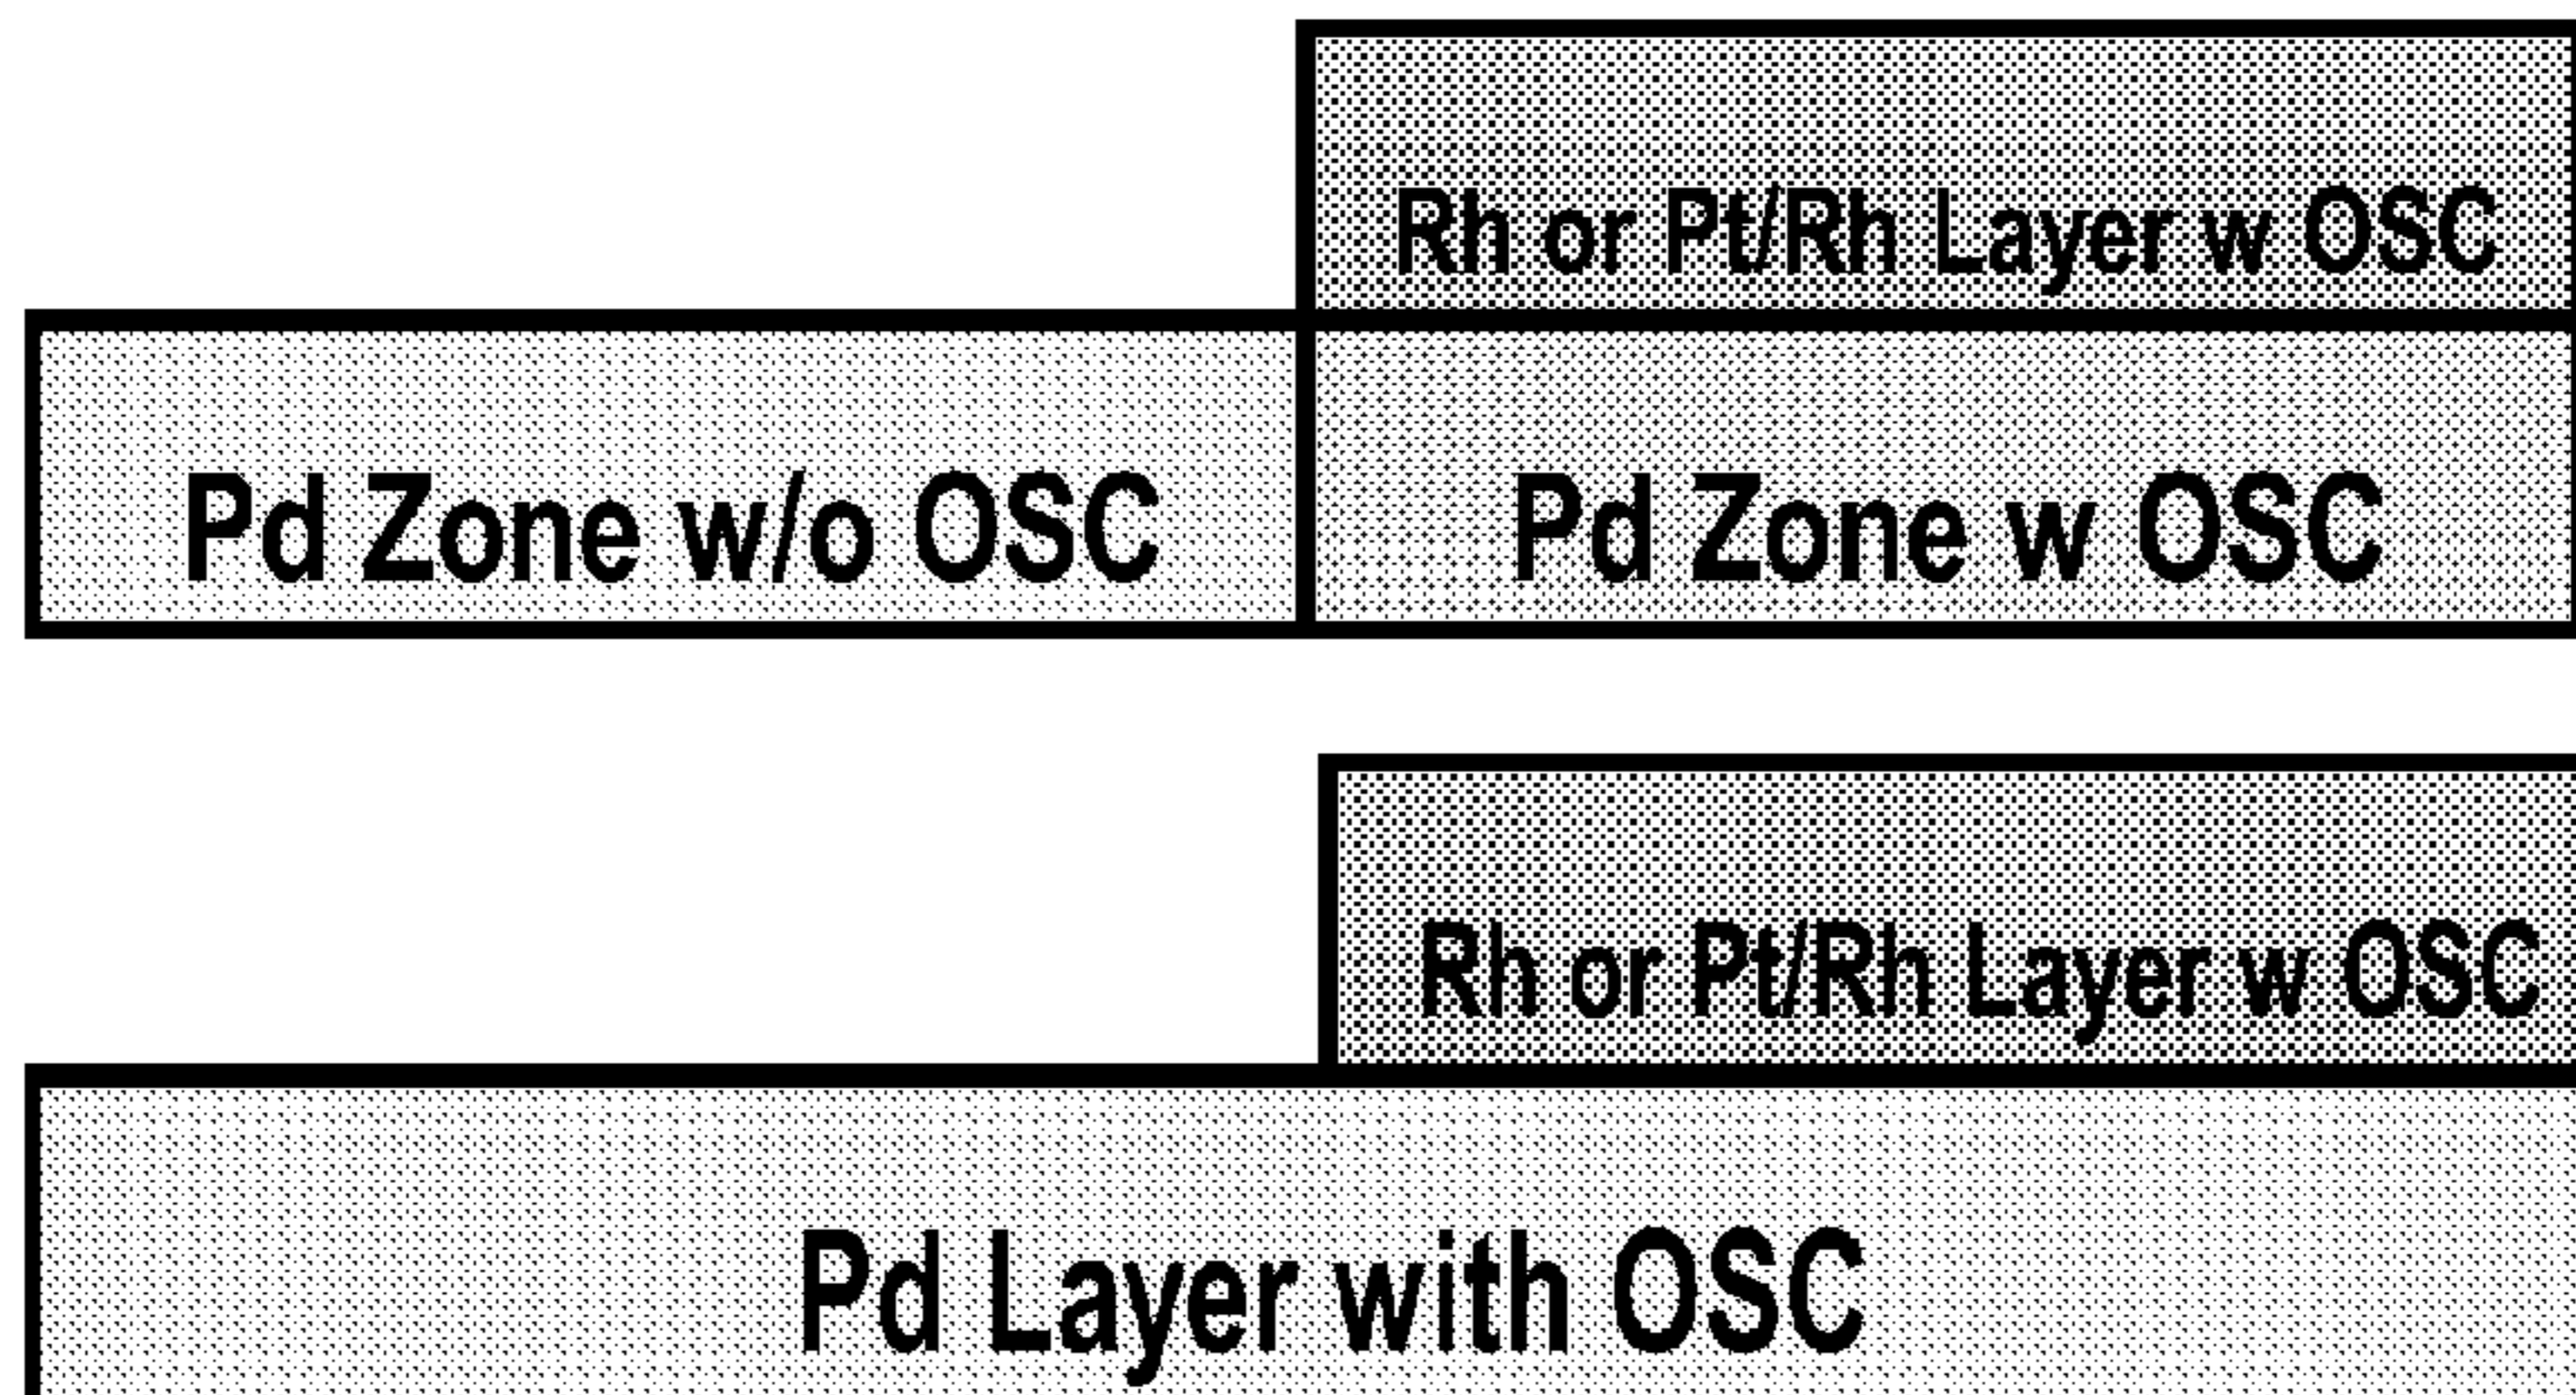 Rh or Pt/Rh Layer w OSC
Pd Zone w/o OSC
Pd Zone w OSC
Rh or Pt/Rh Layer w OSC
Pd Layer with OSC